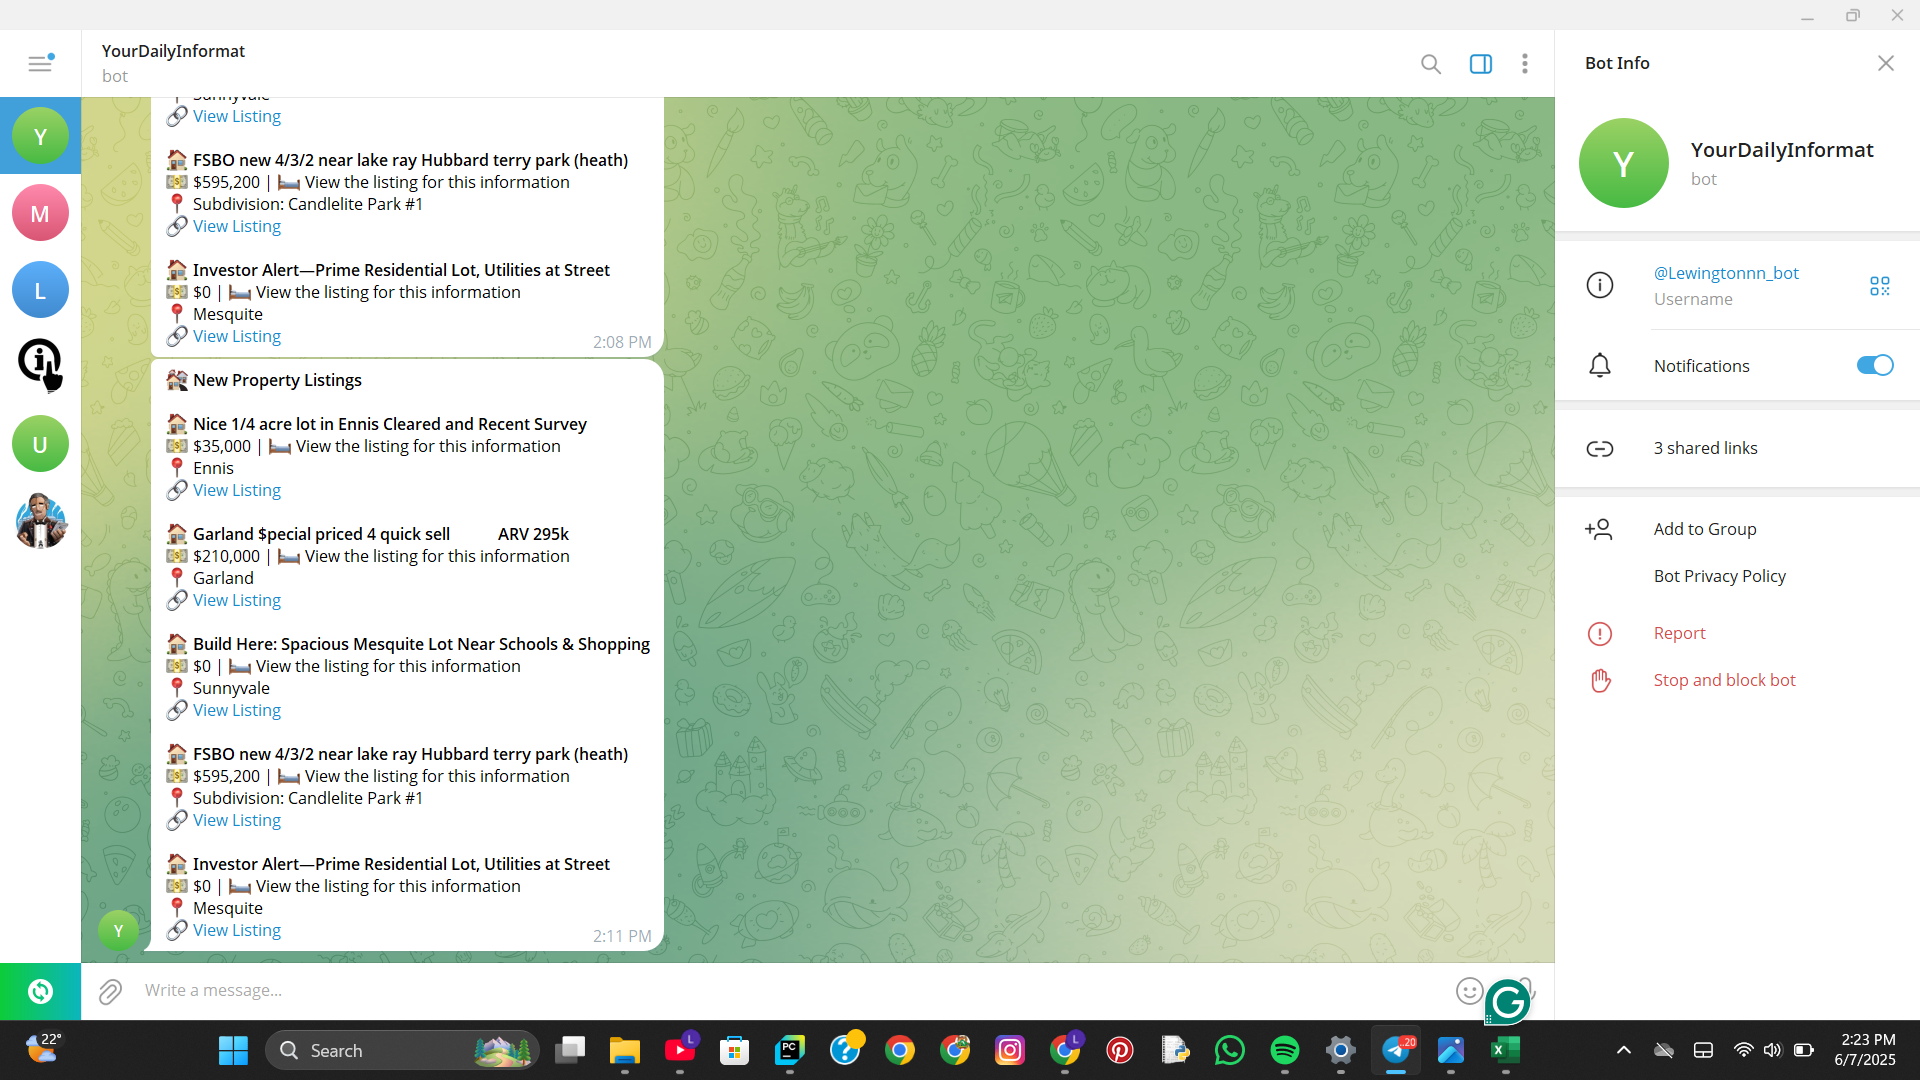 YourDailyInformat
bot
Bot Info
Y
M
L
U
Sunnyvale
View Listing
FSBO new 4/3/2 near lake ray Hubbard terry park (heath)
$595,200 | View the listing for this information
Subdivision: Candlelite Park #1
View Listing
Investor Alert—Prime Residential Lot, Utilities at Street
$0 | View the listing for this information
Mesquite
View Listing
2:08 PM
New Property Listings
Nice 1/4 acre lot in Ennis Cleared and Recent Survey
$35,000 | View the listing for this information
Ennis
View Listing
Garland $pecial priced 4 quick sell ARV 295k
$210,000 | View the listing for this information
Garland
View Listing
Build Here: Spacious Mesquite Lot Near Schools & Shopping
$0 | View the listing for this information
Sunnyvale
View Listing
FSBO new 4/3/2 near lake ray Hubbard terry park (heath)
$595,200 | View the listing for this information
Subdivision: Candlelite Park #1
View Listing
Investor Alert—Prime Residential Lot, Utilities at Street
$0 | View the listing for this information
Mesquite
View Listing
2:11 PM
Y
Write a message...
Y
YourDailyInformat
bot
@Lewingtonnn_bot
Username
Notifications
3 shared links
Add to Group
Bot Privacy Policy
Report
Stop and block bot
22°
Search
L
PC
L
..20
2:23 PM
6/7/2025